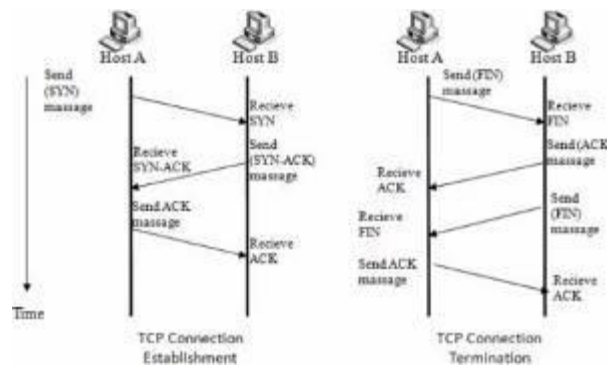 Host A
Host B
Send
(SYN)
massage
Recieve
SYN
Recieve
SYN-ACK
Send
(SYN-ACK)
massage
Send ACK
massage
Recieve
ACK
Time
TCP Connection
Establishment
Host A
Host B
Send (FIN)
massage
Recieve
FIN
Send (ACK
massage
Recieve
ACK
Send
(FIN)
massage
Recieve
FIN
Send ACK
massage
Recieve
ACK
TCP Connection
Termination